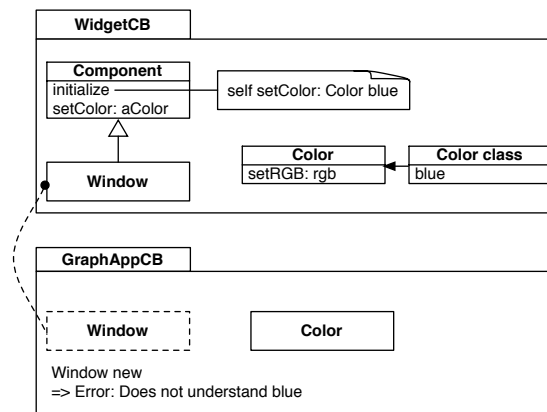 WidgetCB
Component
initialize
setColor: aColor
self setColor: Color blue
Window
Color
setRGB: rgb
Color class
blue
GraphAppCB
Window
Color
Window new
=> Error: Does not understand blue